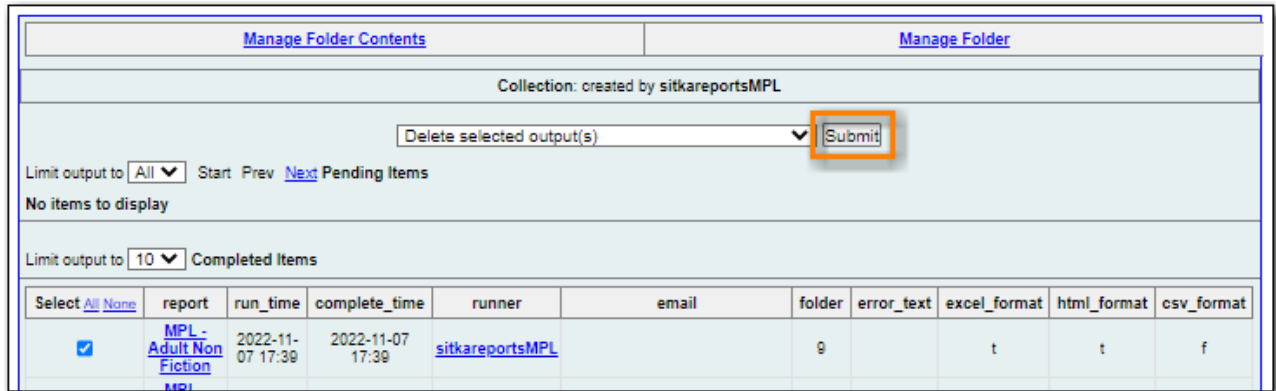 Manage Folder Contents Manage Folder
Collection: created by sitkareportsMPL
Delete selected output(s) Submit
Limit output to All Start Prev Next Pending Items
No items to display
Limit output to 10 Completed Items
Select All None report run_time complete_time runner email folder error_text excel_format html_format csv_format
MPL -
Adult Non
Fiction
2022-11-
07 17:39
2022-11-07
17:39
sitkareportsMPL
9
t
t
f
MPL